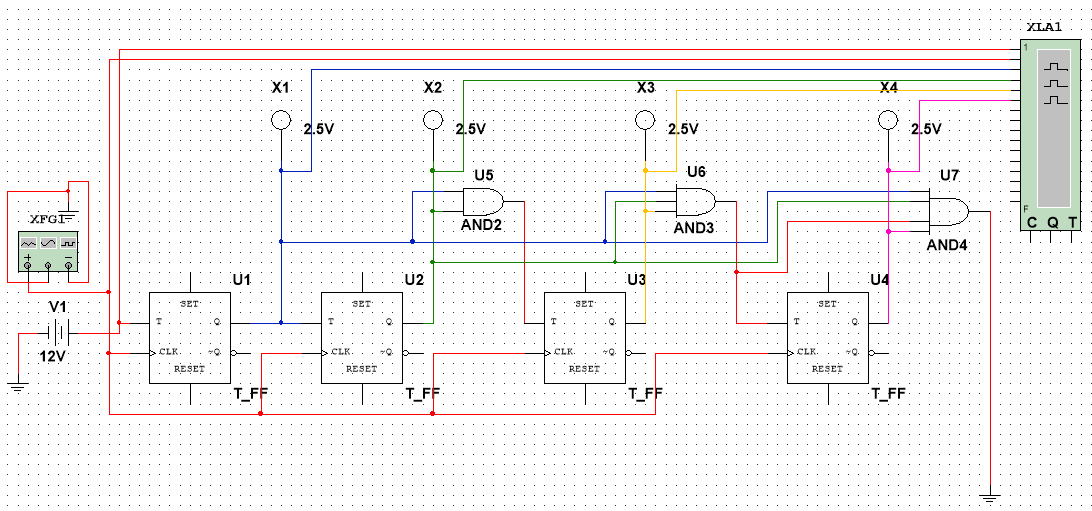 XLA1
1
X1
X2
X3
X4
2.5V
2.5V
2.5V
2.5V
U5
U6
U7
F
XFG1
C Q T
AND2
AND3
AND4
+
−
U1
U2
U3
U4
V1
12V
SET
SET
SET
SET
T Q
T Q
T Q
T Q
CLK ~Q
CLK ~Q
CLK ~Q
CLK ~Q
RESET
RESET
RESET
RESET
T_FF
T_FF
T_FF
T_FF